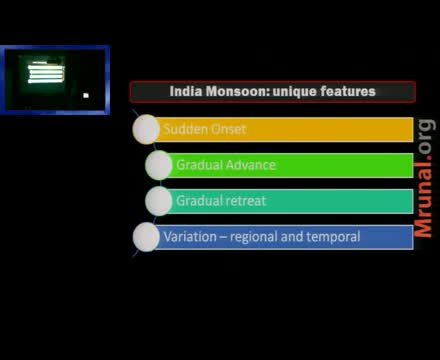 India Monsoon: unique features
Sudden Onset
Gradual Advance
Gradual retreat
Variation – regional and temporal
Mrunal.org